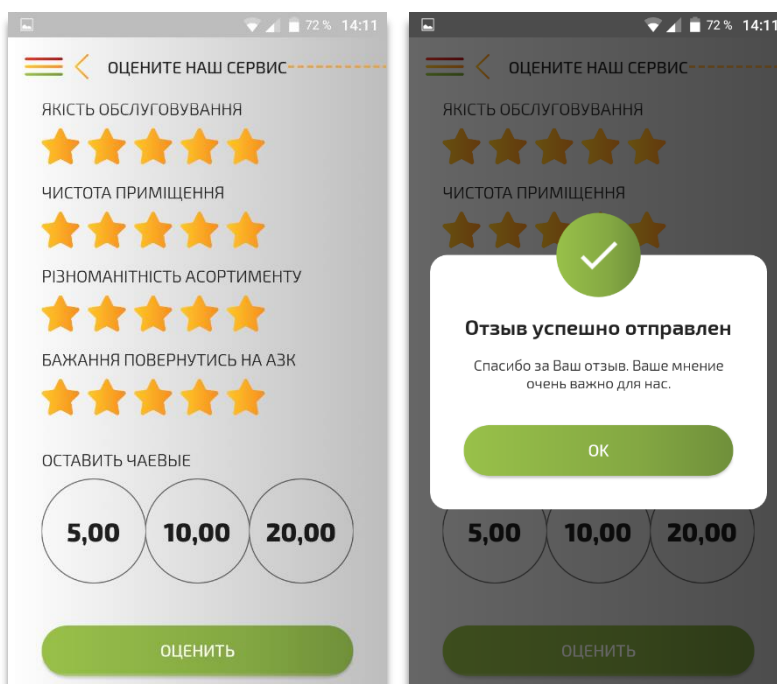 72 % 14:11
ОЦЕНИТЕ НАШ СЕРВИС
ЯКІСТЬ ОБСЛУГОВУВАННЯ
ЧИСТОТА ПРИМІЩЕННЯ
РІЗНОМАНІТНІСТЬ АСОРТИМЕНТУ
БАЖАННЯ ПОВЕРНУТИСЬ НА АЗК
ОСТАВИТЬ ЧАЕВЫЕ
5,00 10,00 20,00
ОЦЕНИТЬ
72 % 14:11
ОЦЕНИТЕ НАШ СЕРВИС
ЯКІСТЬ ОБСЛУГОВУВАННЯ
ЧИСТОТА ПРИМІЩЕННЯ
Отзыв успешно отправлен
Спасибо за Ваш отзыв. Ваше мнение
очень важно для нас.
OK
5,00 10,00 20,00
ОЦЕНИТЬ